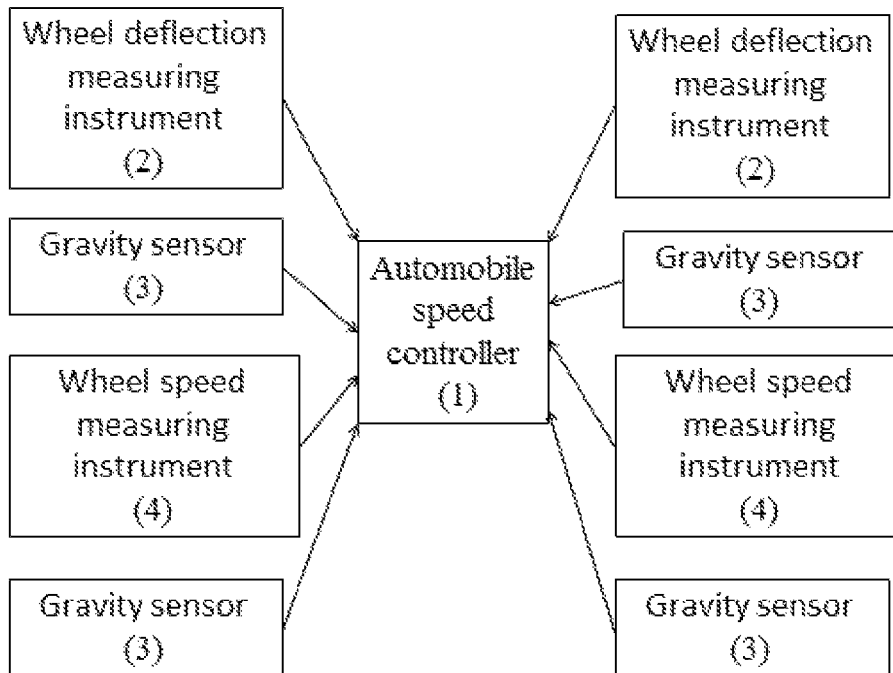 Wheel deflection
measuring
instrument
(2)
Gravity sensor
(3)
Wheel speed
measuring
instrument
(4)
Gravity sensor
(3)
Automobile
speed
controller
(1)
Wheel deflection
measuring
instrument
(2)
Gravity sensor
(3)
Wheel speed
measuring
instrument
(4)
Gravity sensor
(3)